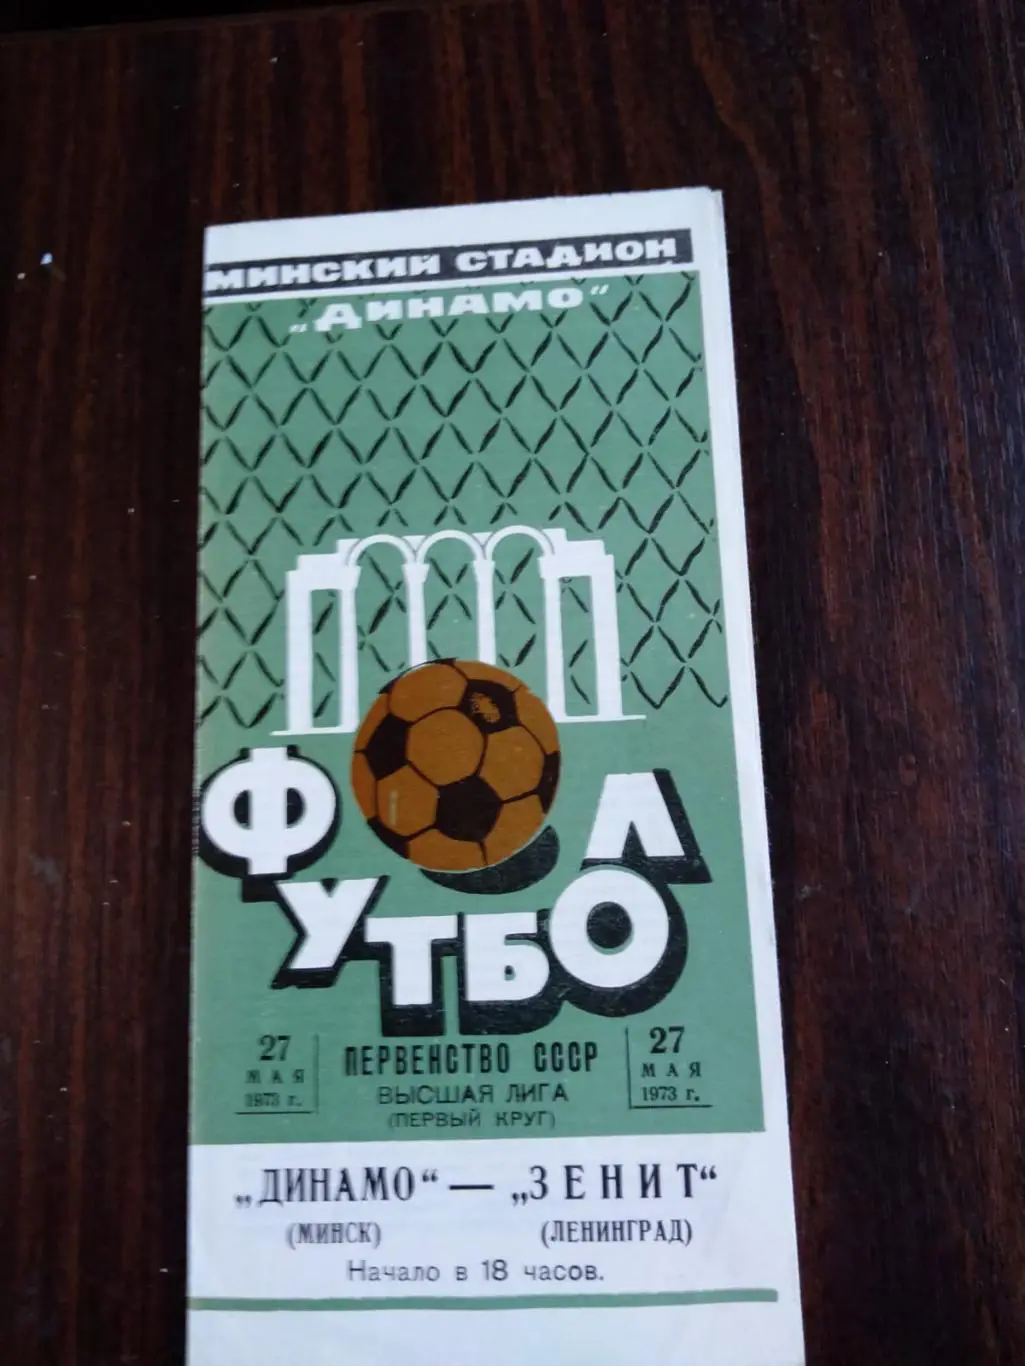 МИНСКИЙ СТАДИОН
„ДИНАМО“
ФУТБОЛ
27 МАЯ 1973 г.
ПЕРВЕНСТВО СССР
ВЫСШАЯ ЛИГА
(ПЕРВЫЙ КРУГ)
27 МАЯ 1973 г.
„ДИНАМО“ — „ЗЕНИТ“
(МИНСК) (ЛЕНИНГРАД)
Начало в 18 часов.